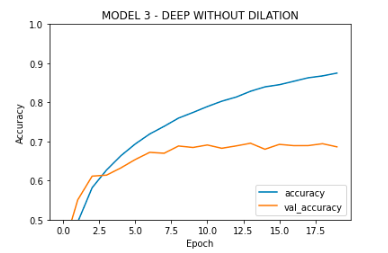 MODEL 3 - DEEP WITHOUT DILATION
1.0
0.9
0.8
0.7
0.6
0.5
Accuracy
accuracy
val_accuracy
0.0 2.5 5.0 7.5 10.0 12.5 15.0 17.5
Epoch